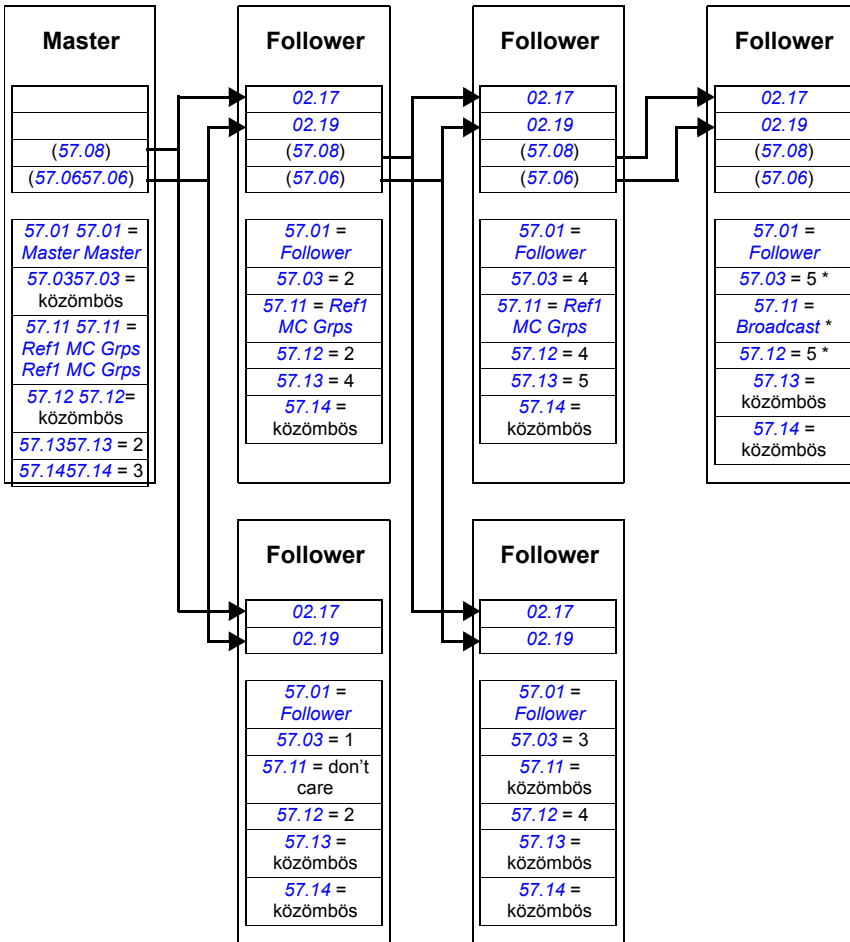 Master
(57.08)
(57.0657.06)
57.01 57.01 =
Master Master
57.0357.03 =
közömbös
57.11 57.11 =
Ref1 MC Grps
Ref1 MC Grps
57.12 57.12=
közömbös
57.1357.13 = 2
57.1457.14 = 3
Follower
02.17
02.19
(57.08)
(57.06)
57.01 =
Follower
57.03 = 2
57.11 = Ref1
MC Grps
57.12 = 2
57.13 = 4
57.14 =
közömbös
Follower
02.17
02.19
(57.08)
(57.06)
57.01 =
Follower
57.03 = 4
57.11 = Ref1
MC Grps
57.12 = 4
57.13 = 5
57.14 =
közömbös
Follower
02.17
02.19
(57.08)
(57.06)
57.01 =
Follower
57.03 = 5 *
57.11 =
Broadcast *
57.12 = 5 *
57.13 =
közömbös
57.14 =
közömbös
Follower
02.17
02.19
57.01 =
Follower
57.03 = 1
57.11 = don't
care
57.12 = 2
57.13 =
közömbös
57.14 =
közömbös
Follower
02.17
02.19
57.01 =
Follower
57.03 = 3
57.11 =
közömbös
57.12 = 4
57.13 =
közömbös
57.14 =
közömbös